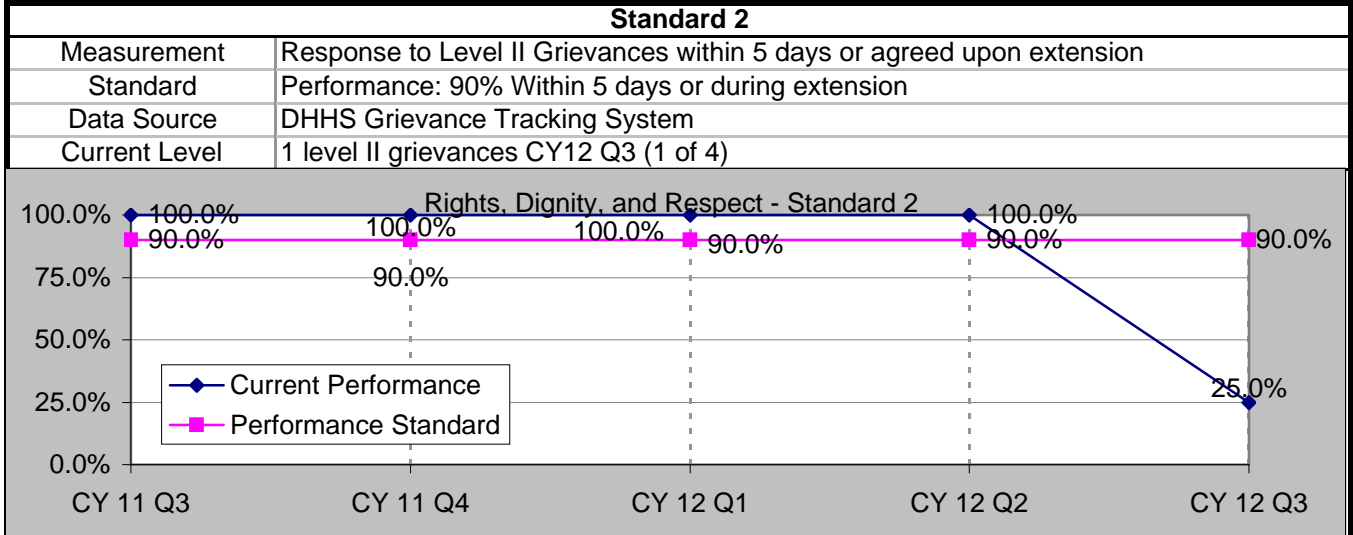 Standard 2
Measurement Response to Level II Grievances within 5 days or agreed upon extension
Standard Performance: 90% Within 5 days or during extension
Data Source DHHS Grievance Tracking System
Current Level 1 level II grievances CY12 Q3 (1 of 4)
Rights, Dignity, and Respect - Standard 2
100.0% 100.0% 100.0% 100.0% 100.0%
90.0% 90.0% 90.0% 90.0%
75.0% 90.0%
50.0%
Current Performance
25.0% 25.0%
Performance Standard
0.0%
CY 11 Q3 CY 11 Q4 CY 12 Q1 CY 12 Q2 CY 12 Q3